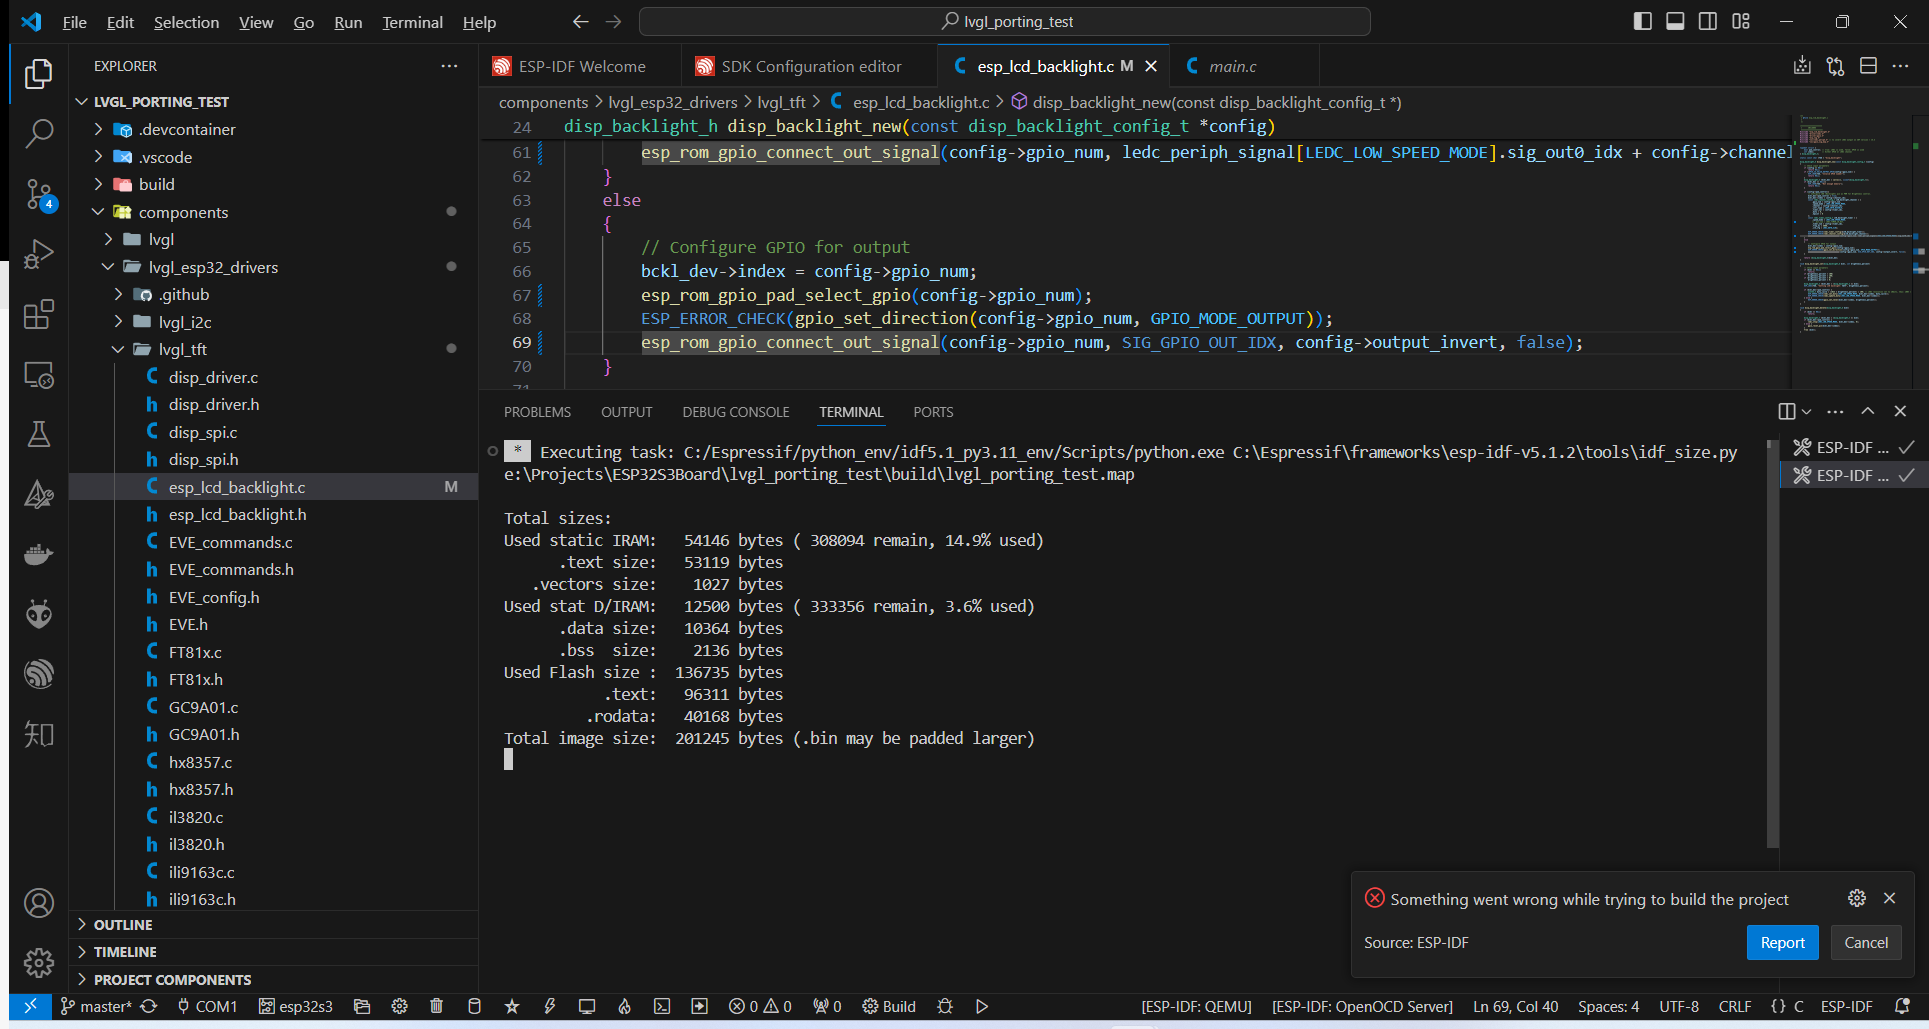 File Edit Selection View Go Run Terminal Help
lvgl_porting_test
EXPLORER
LVGL_PORTING_TEST
.devcontainer
.vscode
build
components
lvgl
lvgl_esp32_drivers
.github
lvgl_i2c
lvgl_tft
disp_driver.c
disp_driver.h
disp_spi.c
disp_spi.h
esp_lcd_backlight.c M
esp_lcd_backlight.h
EVE_commands.c
EVE_commands.h
EVE_config.h
EVE.h
FT81x.c
FT81x.h
GC9A01.c
GC9A01.h
hx8357.c
hx8357.h
il3820.c
il3820.h
ili9163c.c
ili9163c.h
OUTLINE
TIMELINE
PROJECT COMPONENTS
4
知
ESP-IDF Welcome
SDK Configuration editor
esp_lcd_backlight.c M
main.c
components > lvgl_esp32_drivers > lvgl_tft > esp_lcd_backlight.c > disp_backlight_new(const disp_backlight_config_t *)
24 disp_backlight_h disp_backlight_new(const disp_backlight_config_t *config)
61 esp_rom_gpio_connect_out_signal(config->gpio_num, ledc_periph_signal[LEDC_LOW_SPEED_MODE].sig_out0_idx + config->channel
62 }
63 else
64 {
65 // Configure GPIO for output
66 bckl_dev->index = config->gpio_num;
67 esp_rom_gpio_pad_select_gpio(config->gpio_num);
68 ESP_ERROR_CHECK(gpio_set_direction(config->gpio_num, GPIO_MODE_OUTPUT));
69 esp_rom_gpio_connect_out_signal(config->gpio_num, SIG_GPIO_OUT_IDX, config->output_invert, false);
70 }
71
PROBLEMS OUTPUT DEBUG CONSOLE TERMINAL PORTS
* Executing task: C:/Espressif/python_env/idf5.1_py3.11_env/Scripts/python.exe C:\Espressif\frameworks\esp-idf-v5.1.2\tools\idf_size.py
e:\Projects\ESP32S3Board\lvgl_porting_test\build\lvgl_porting_test.map
Total sizes:
Used static IRAM: 54146 bytes ( 308094 remain, 14.9% used)
.text size: 53119 bytes
.vectors size: 1027 bytes
Used stat D/IRAM: 12500 bytes ( 333356 remain, 3.6% used)
.data size: 10364 bytes
.bss size: 2136 bytes
Used Flash size : 136735 bytes
.text: 96311 bytes
.rodata: 40168 bytes
Total image size: 201245 bytes (.bin may be padded larger)
ESP-IDF ...
ESP-IDF ...
Something went wrong while trying to build the project
Source: ESP-IDF
Report
Cancel
master* COM1 esp32s3 0 0 0 Build [ESP-IDF: QEMU] [ESP-IDF: OpenOCD Server] Ln 69, Col 40 Spaces: 4 UTF-8 CRLF {} C ESP-IDF